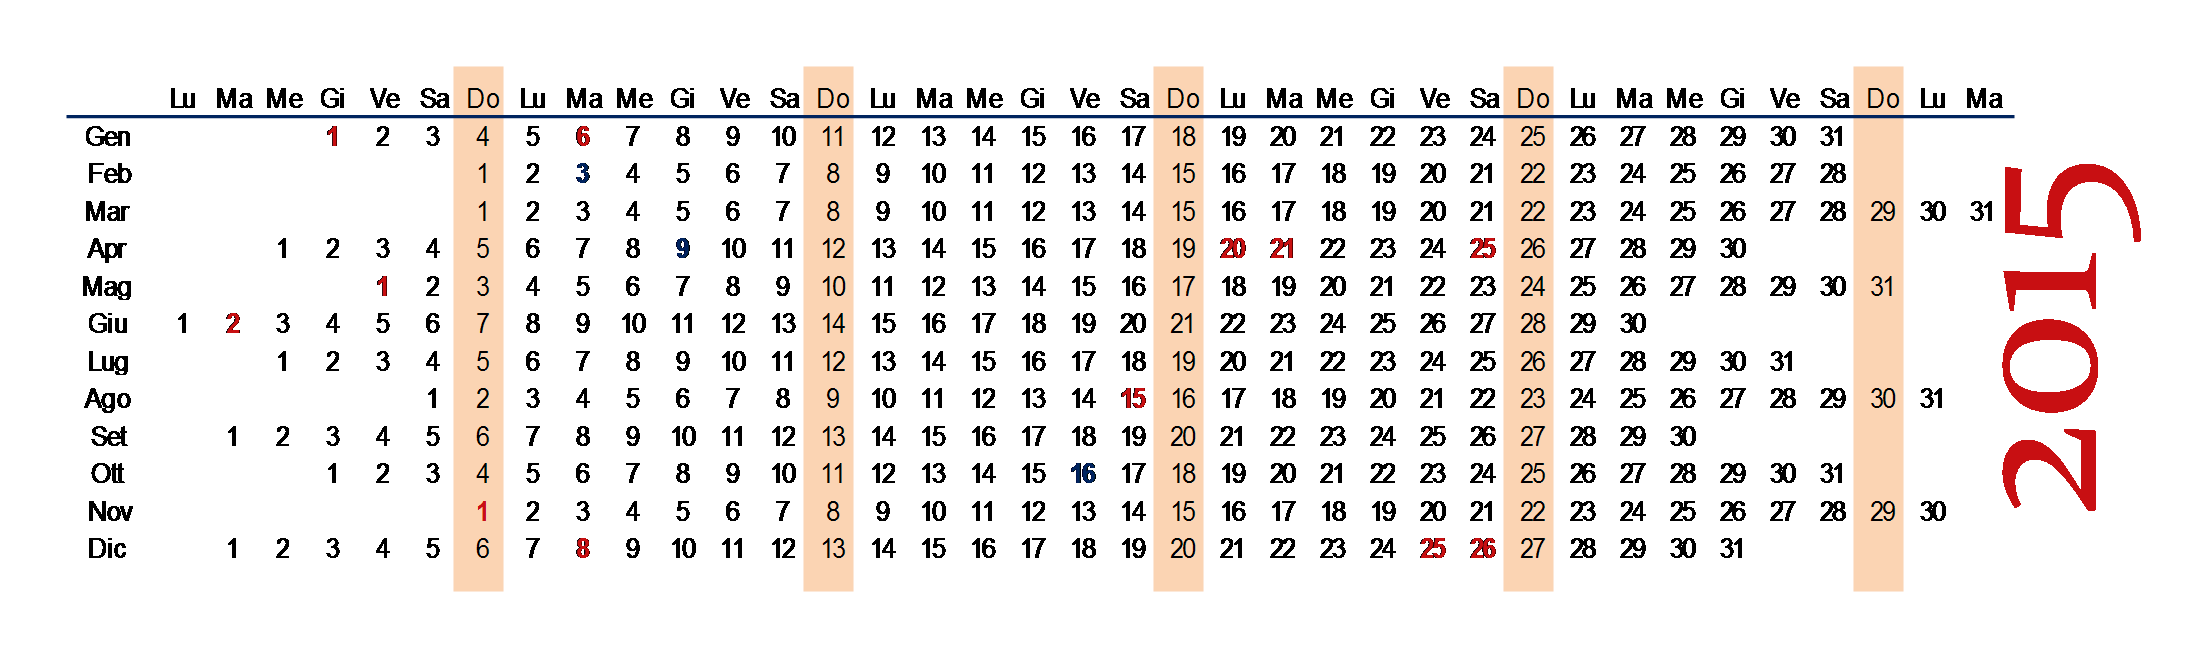 Lu Ma Me Gi Ve Sa Do Lu Ma Me Gi Ve Sa Do Lu Ma Me Gi Ve Sa Do Lu Ma Me Gi Ve Sa Do Lu Ma Me Gi Ve Sa Do Lu Ma
Gen 1 2 3 4 5 6 7 8 9 10 11 12 13 14 15 16 17 18 19 20 21 22 23 24 25 26 27 28 29 30 31
Feb 1 2 3 4 5 6 7 8 9 10 11 12 13 14 15 16 17 18 19 20 21 22 23 24 25 26 27 28
Mar 1 2 3 4 5 6 7 8 9 10 11 12 13 14 15 16 17 18 19 20 21 22 23 24 25 26 27 28 29 30 31
Apr 1 2 3 4 5 6 7 8 9 10 11 12 13 14 15 16 17 18 19 20 21 22 23 24 25 26 27 28 29 30
Mag 1 2 3 4 5 6 7 8 9 10 11 12 13 14 15 16 17 18 19 20 21 22 23 24 25 26 27 28 29 30 31
Giu 1 2 3 4 5 6 7 8 9 10 11 12 13 14 15 16 17 18 19 20 21 22 23 24 25 26 27 28 29 30
Lug 1 2 3 4 5 6 7 8 9 10 11 12 13 14 15 16 17 18 19 20 21 22 23 24 25 26 27 28 29 30 31
Ago 1 2 3 4 5 6 7 8 9 10 11 12 13 14 15 16 17 18 19 20 21 22 23 24 25 26 27 28 29 30 31
Set 1 2 3 4 5 6 7 8 9 10 11 12 13 14 15 16 17 18 19 20 21 22 23 24 25 26 27 28 29 30
Ott 1 2 3 4 5 6 7 8 9 10 11 12 13 14 15 16 17 18 19 20 21 22 23 24 25 26 27 28 29 30 31
Nov 1 2 3 4 5 6 7 8 9 10 11 12 13 14 15 16 17 18 19 20 21 22 23 24 25 26 27 28 29 30
Dic 1 2 3 4 5 6 7 8 9 10 11 12 13 14 15 16 17 18 19 20 21 22 23 24 25 26 27 28 29 30 31
2015